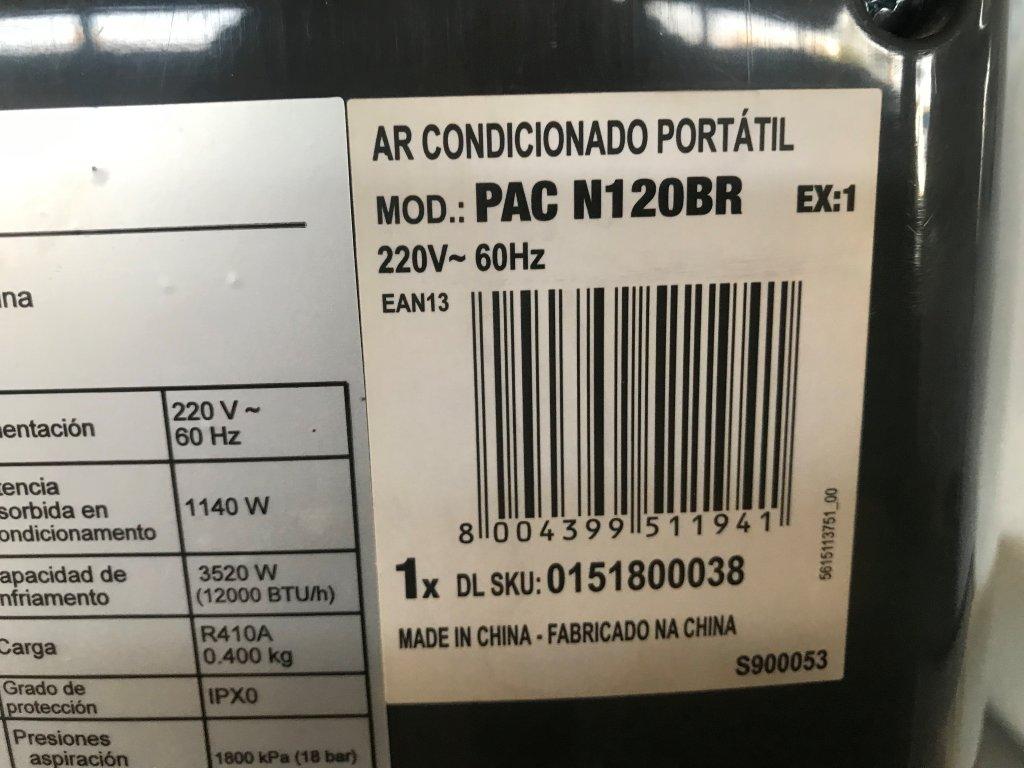 AR CONDICIONADO PORTÁTIL
MOD.: PAC N120BR EX:1
220V~ 60Hz
EAN13
8 004399 511941
5615113751_00
1x DL SKU: 0151800038
MADE IN CHINA - FABRICADO NA CHINA
S900053
ina
entación 220 V ~
60 Hz
tencia
sorbida en
ondicionamento
1140 W
apacidad de
nfriamento
3520 W
(12000 BTU/h)
Carga
R410A
0.400 kg
Grado de
protección
IPX0
Presiones
aspiración
1800 kPa (18 bar)